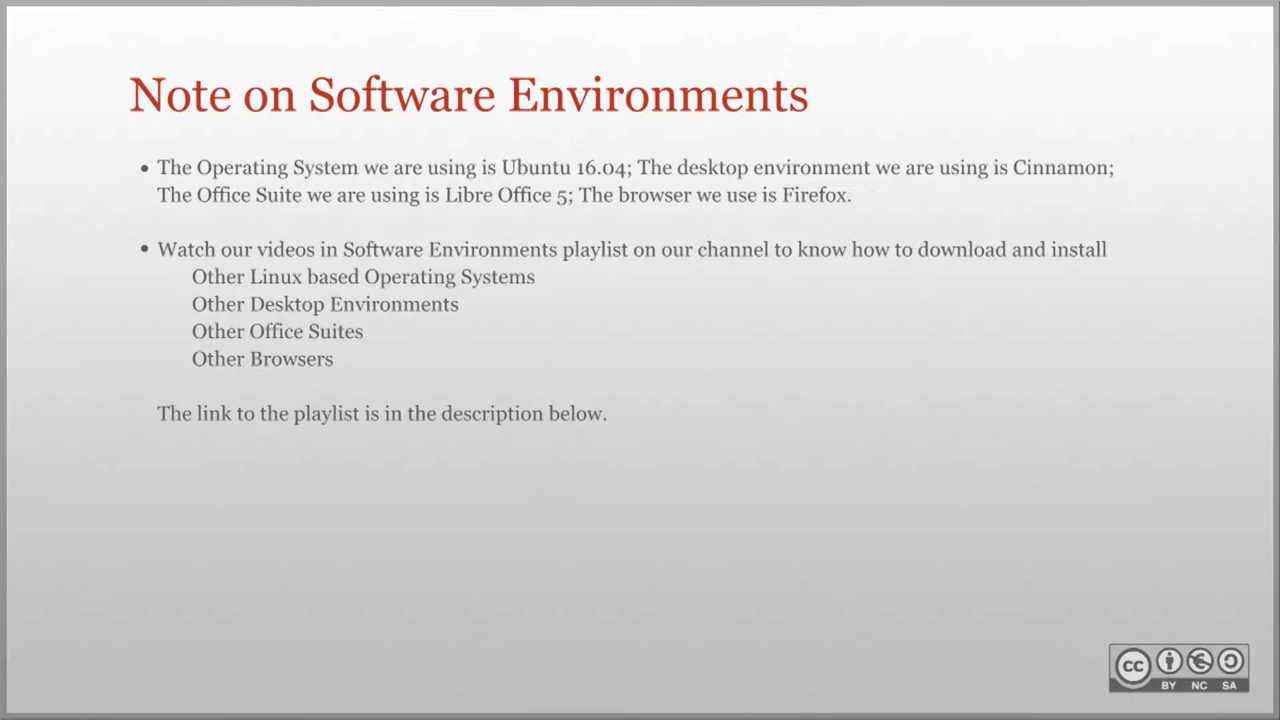 Note on Software Environments
• The Operating System we are using is Ubuntu 16.04; The desktop environment we are using is Cinnamon;
The Office Suite we are using is Libre Office 5; The browser we use is Firefox.
• Watch our videos in Software Environments playlist on our channel to know how to download and install
Other Linux based Operating Systems
Other Desktop Environments
Other Office Suites
Other Browsers
The link to the playlist is in the description below.
cc
BY NC SA